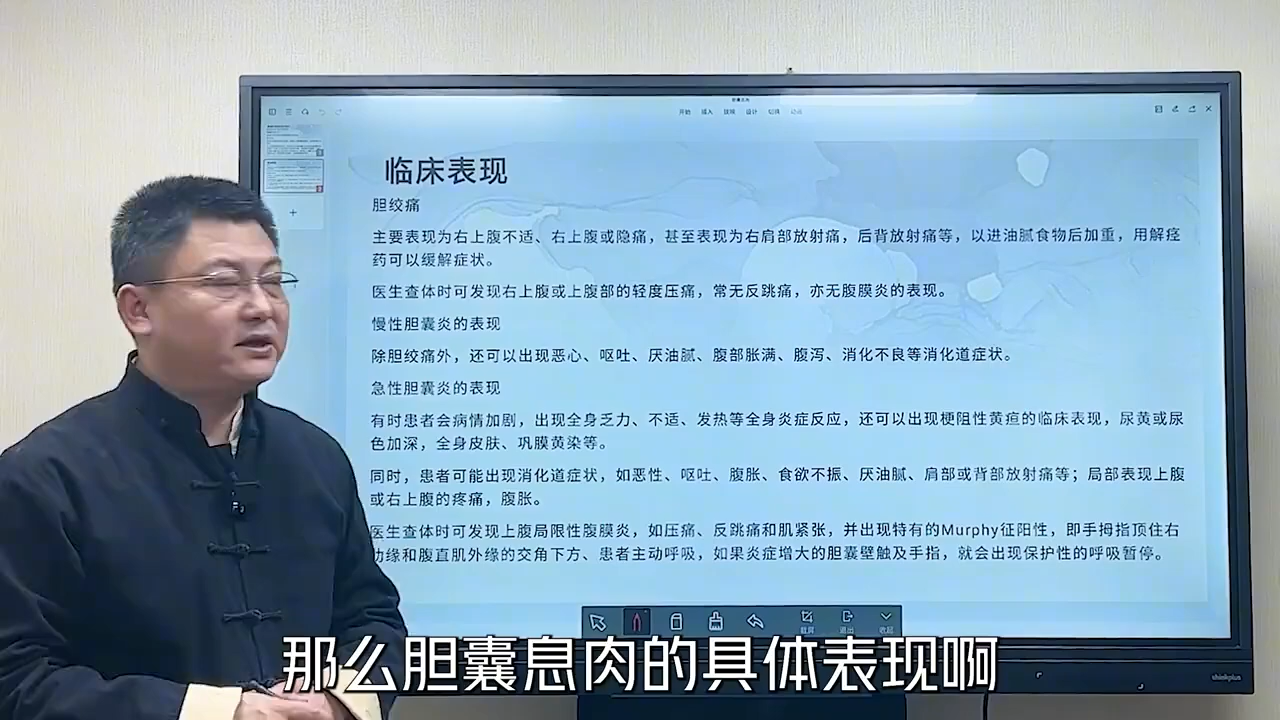 开始 插入 切换 设计 动画
临床表现
胆绞痛
主要表现为右上腹不适、右上腹或隐痛，甚至表现为右肩部放射痛，后背放射痛等，以进油腻食物后加重，用解痉
药可以缓解症状。
医生查体时可发现右上腹或上腹部的轻度压痛，常无反跳痛，亦无腹膜炎的表现。
慢性胆囊炎的表现
除胆绞痛外，还可以出现恶心、呕吐、厌油腻、腹部胀满、腹泻、消化不良等消化道症状。
急性胆囊炎的表现
有时患者会病情加剧，出现全身乏力、不适、发热等全身炎症反应，还可以出现梗阻性黄疸的临床表现，尿黄或尿
色加深，全身皮肤、巩膜黄染等。
同时，患者可能出现消化道症状，如恶性、呕吐、腹胀、食欲不振、厌油腻、肩部或背部放射痛等；局部表现上腹
或右上腹的疼痛，腹胀。
医生查体时可发现上腹局限性腹膜炎，如压痛、反跳痛和肌紧张，并出现特有的Murphy征阳性，即手拇指顶住右
肋缘和腹直肌外缘的交角下方、患者主动呼吸，如果炎症增大的胆囊壁触及手指，就会出现保护性的呼吸暂停。
截屏 退出 收起
那么胆囊息肉的具体表现啊
thinkplus